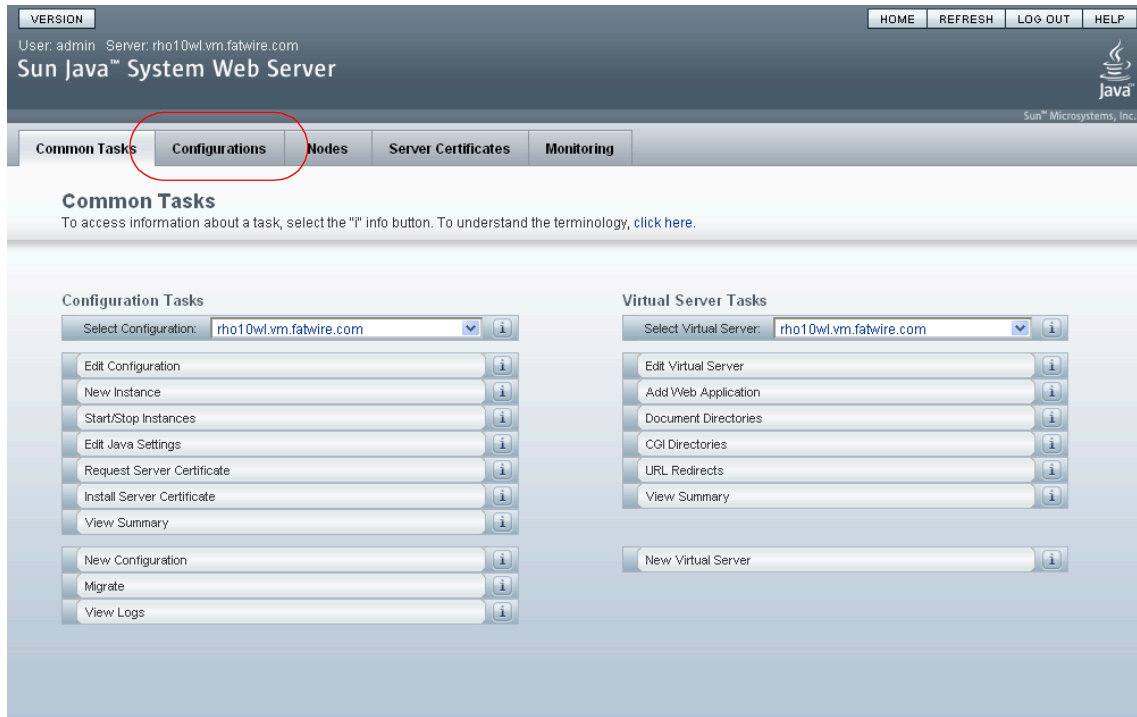 VERSION
HOME REFRESH LOG OUT HELP
User: admin Server: rho10wl.vm.fatwire.com
Sun Java™ System Web Server
Java™
Sun™ Microsystems, Inc.
Common Tasks Configurations Nodes Server Certificates Monitoring
Common Tasks
To access information about a task, select the "i" info button. To understand the terminology, click here.
Configuration Tasks
Select Configuration: rho10wl.vm.fatwire.com i
Edit Configuration i
New Instance i
Start/Stop Instances i
Edit Java Settings i
Request Server Certificate i
Install Server Certificate i
View Summary i
New Configuration i
Migrate i
View Logs i
Virtual Server Tasks
Select Virtual Server: rho10wl.vm.fatwire.com i
Edit Virtual Server i
Add Web Application i
Document Directories i
CGI Directories i
URL Redirects i
View Summary i
New Virtual Server i